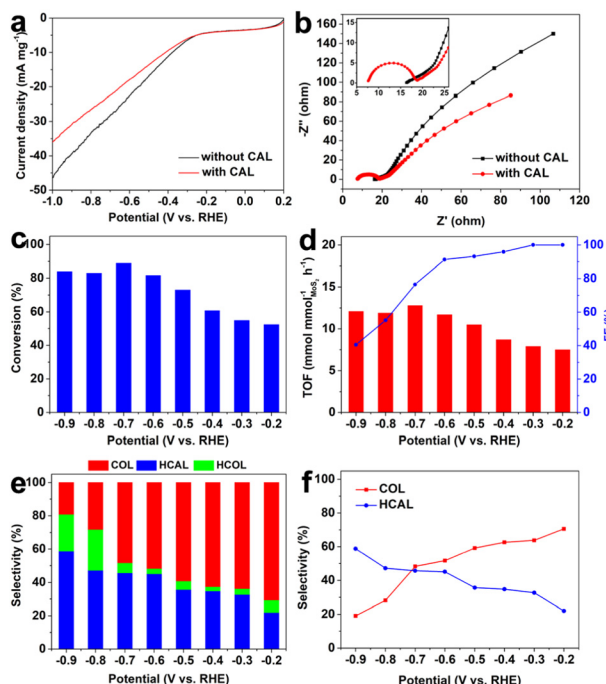 a
Current density (mA mg⁻¹)
0
-10
-20
-30
-40
-50
without CAL
with CAL
-1.0 -0.8 -0.6 -0.4 -0.2 0.0 0.2
Potential (V vs. RHE)
b
-Z'' (ohm)
160
140
120
100
80
60
40
20
0
15
10
5
0
5 10 15 20 25
without CAL
with CAL
0 20 40 60 80 100 120
Z' (ohm)
c
Conversion (%)
100
80
60
40
20
0
-0.9 -0.8 -0.7 -0.6 -0.5 -0.4 -0.3 -0.2
Potential (V vs. RHE)
d
TOF (mmol mmol⁻¹MoS₂ h⁻¹)
20
15
10
5
0
100
80
60
40
20
0
FE (%)
-0.9 -0.8 -0.7 -0.6 -0.5 -0.4 -0.3 -0.2
Potential (V vs. RHE)
e
COL HCAL HCOL
Selectivity (%)
100
80
60
40
20
0
-0.9 -0.8 -0.7 -0.6 -0.5 -0.4 -0.3 -0.2
Potential (V vs. RHE)
f
COL
HCAL
Selectivity (%)
100
80
60
40
20
0
-0.9 -0.8 -0.7 -0.6 -0.5 -0.4 -0.3 -0.2
Potential (V vs. RHE)